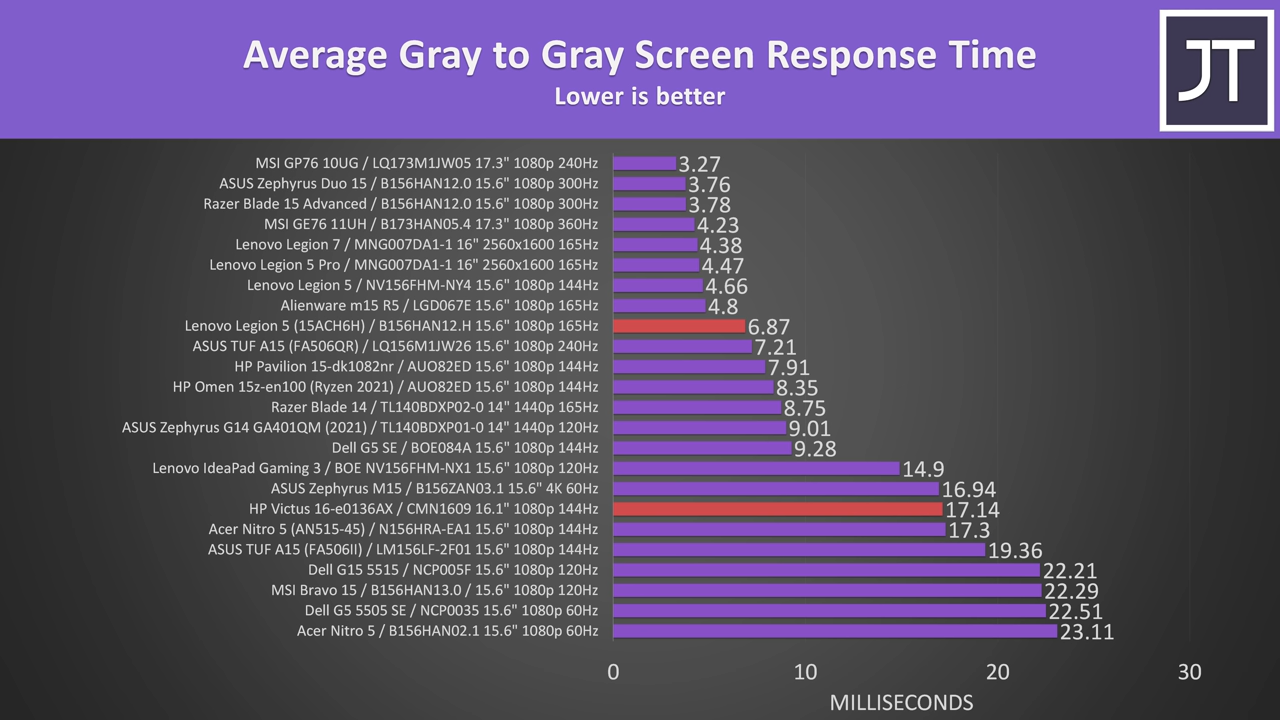 Average Gray to Gray Screen Response Time
Lower is better
JT
MSI GP76 10UG / LQ173M1JW05 17.3" 1080p 240Hz 3.27
ASUS Zephyrus Duo 15 / B156HAN12.0 15.6" 1080p 300Hz 3.76
Razer Blade 15 Advanced / B156HAN12.0 15.6" 1080p 300Hz 3.78
MSI GE76 11UH / B173HAN05.4 17.3" 1080p 360Hz 4.23
Lenovo Legion 7 / MNG007DA1-1 16" 2560x1600 165Hz 4.38
Lenovo Legion 5 Pro / MNG007DA1-1 16" 2560x1600 165Hz 4.47
Lenovo Legion 5 / NV156FHM-NY4 15.6" 1080p 144Hz 4.66
Alienware m15 R5 / LGD067E 15.6" 1080p 165Hz 4.8
Lenovo Legion 5 (15ACH6H) / B156HAN12.H 15.6" 1080p 165Hz 6.87
ASUS TUF A15 (FA506QR) / LQ156M1JW26 15.6" 1080p 240Hz 7.21
HP Pavilion 15-dk1082nr / AUO82ED 15.6" 1080p 144Hz 7.91
HP Omen 15z-en100 (Ryzen 2021) / AUO82ED 15.6" 1080p 144Hz 8.35
Razer Blade 14 / TL140BDXP02-0 14" 1440p 165Hz 8.75
ASUS Zephyrus G14 GA401QM (2021) / TL140BDXP01-0 14" 1440p 120Hz 9.01
Dell G5 SE / BOE084A 15.6" 1080p 144Hz 9.28
Lenovo IdeaPad Gaming 3 / BOE NV156FHM-NX1 15.6" 1080p 120Hz 14.9
ASUS Zephyrus M15 / B156ZAN03.1 15.6" 4K 60Hz 16.94
HP Victus 16-e0136AX / CMN1609 16.1" 1080p 144Hz 17.14
Acer Nitro 5 (AN515-45) / N156HRA-EA1 15.6" 1080p 144Hz 17.3
ASUS TUF A15 (FA506II) / LM156LF-2F01 15.6" 1080p 144Hz 19.36
Dell G15 5515 / NCP005F 15.6" 1080p 120Hz 22.21
MSI Bravo 15 / B156HAN13.0 / 15.6" 1080p 120Hz 22.29
Dell G5 5505 SE / NCP0035 15.6" 1080p 60Hz 22.51
Acer Nitro 5 / B156HAN02.1 15.6" 1080p 60Hz 23.11
0 10 20 30
MILLISECONDS